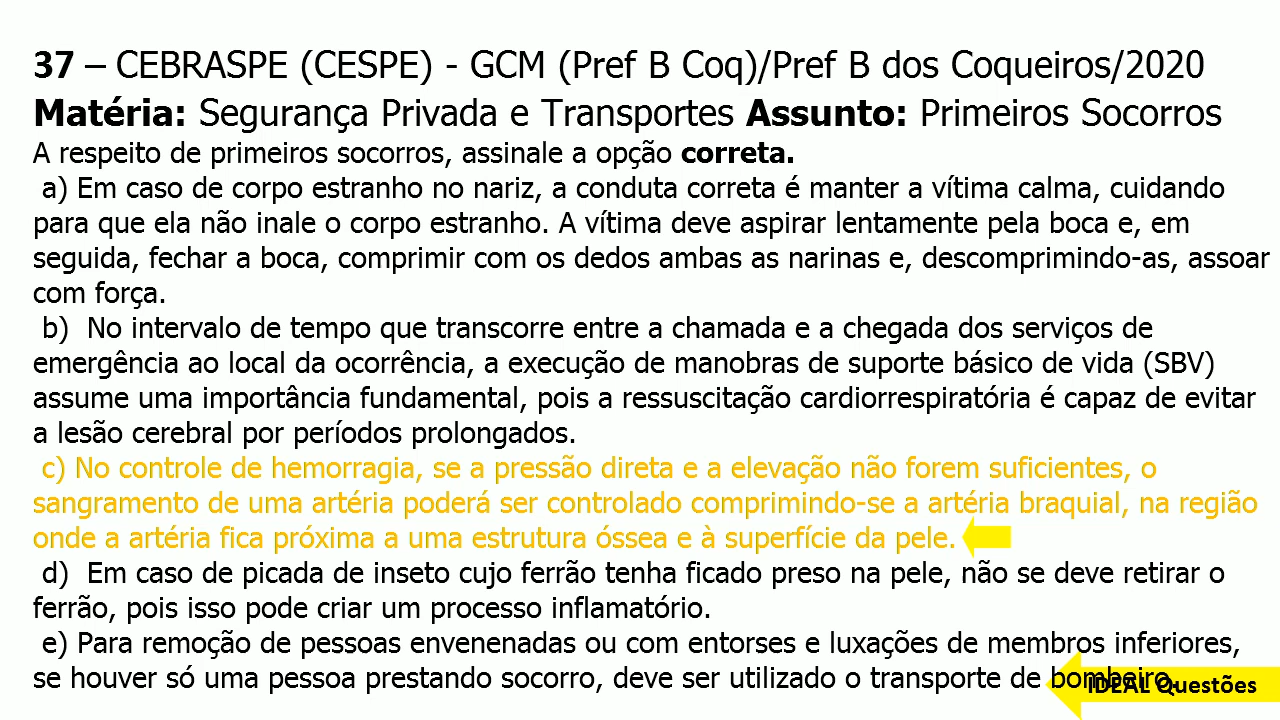 37 – CEBRASPE (CESPE) - GCM (Pref B Coq)/Pref B dos Coqueiros/2020
Matéria: Segurança Privada e Transportes Assunto: Primeiros Socorros
A respeito de primeiros socorros, assinale a opção correta.
a) Em caso de corpo estranho no nariz, a conduta correta é manter a vítima calma, cuidando
para que ela não inale o corpo estranho. A vítima deve aspirar lentamente pela boca e, em
seguida, fechar a boca, comprimir com os dedos ambas as narinas e, descomprimindo-as, assoar
com força.
b) No intervalo de tempo que transcorre entre a chamada e a chegada dos serviços de
emergência ao local da ocorrência, a execução de manobras de suporte básico de vida (SBV)
assume uma importância fundamental, pois a ressuscitação cardiorrespiratória é capaz de evitar
a lesão cerebral por períodos prolongados.
c) No controle de hemorragia, se a pressão direta e a elevação não forem suficientes, o
sangramento de uma artéria poderá ser controlado comprimindo-se a artéria braquial, na região
onde a artéria fica próxima a uma estrutura óssea e à superfície da pele.
d) Em caso de picada de inseto cujo ferrão tenha ficado preso na pele, não se deve retirar o
ferrão, pois isso pode criar um processo inflamatório.
e) Para remoção de pessoas envenenadas ou com entorses e luxações de membros inferiores,
se houver só uma pessoa prestando socorro, deve ser utilizado o transporte de bombeiro.
IDEAL Questões